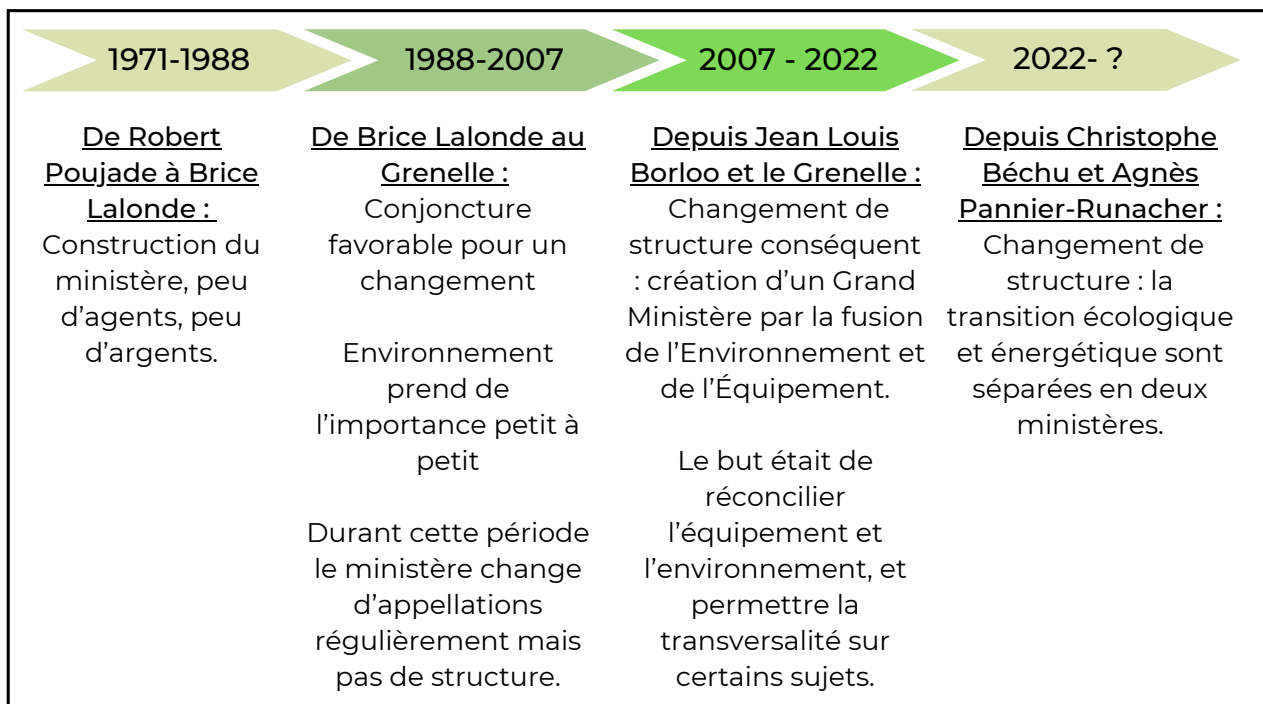 1971-1988
1988-2007
2007 - 2022
2022- ?
De Robert
Poujade à Brice
Lalonde :
Construction du
ministère, peu
d'agents, peu
d'argents.
De Brice Lalonde au
Grenelle :
Conjoncture
favorable pour un
changement
Environnement
prend de
l'importance petit à
petit
Durant cette période
le ministère change
d'appellations
régulièrement mais
pas de structure.
Depuis Jean Louis
Borloo et le Grenelle :
Changement de
structure conséquent
: création d'un Grand
Ministère par la fusion
de l'Environnement et
de l'Équipement.
Le but était de
réconcilier
l'équipement et
l'environnement, et
permettre la
transversalité sur
certains sujets.
Depuis Christophe
Béchu et Agnès
Pannier-Runacher :
Changement de
structure : la
transition écologique
et énergétique sont
séparées en deux
ministères.